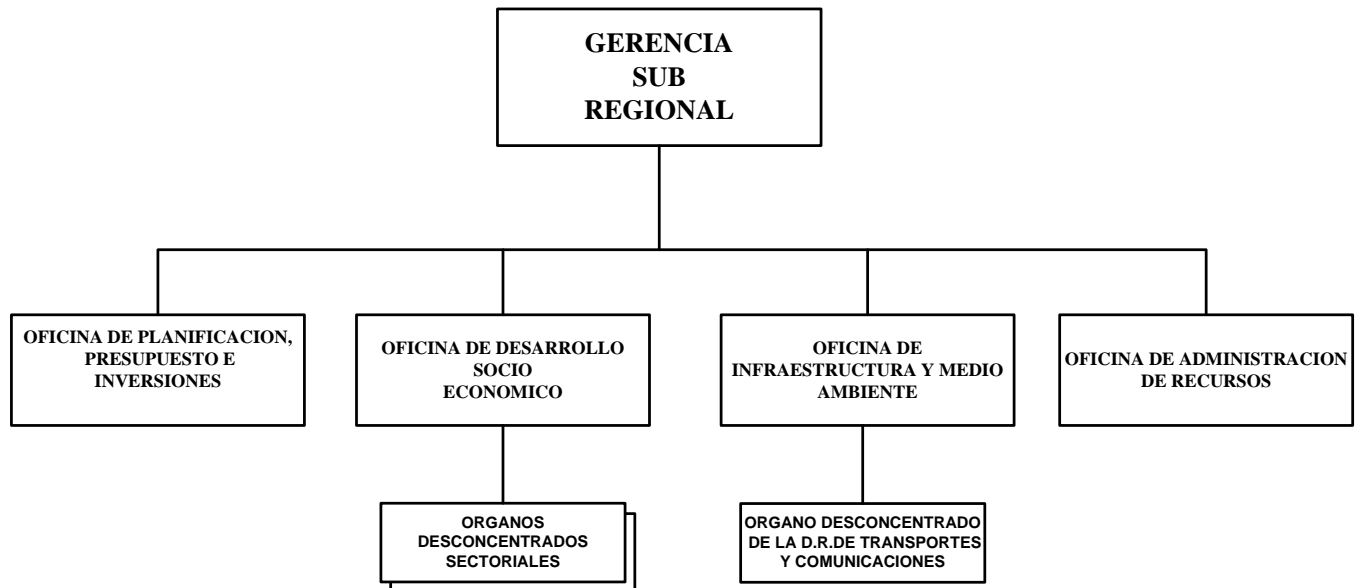 GERENCIA
SUB
REGIONAL
OFICINA DE PLANIFICACION,
PRESUPUESTO E
INVERSIONES
OFICINA DE DESARROLLO
SOCIO
ECONOMICO
OFICINA DE
INFRAESTRUCTURA Y MEDIO
AMBIENTE
OFICINA DE ADMINISTRACION
DE RECURSOS
ORGANOS
DESCONCENTRADOS
SECTORIALES
ORGANO DESCONCENTRADO
DE LA D.R.DE TRANSPORTES
Y COMUNICACIONES